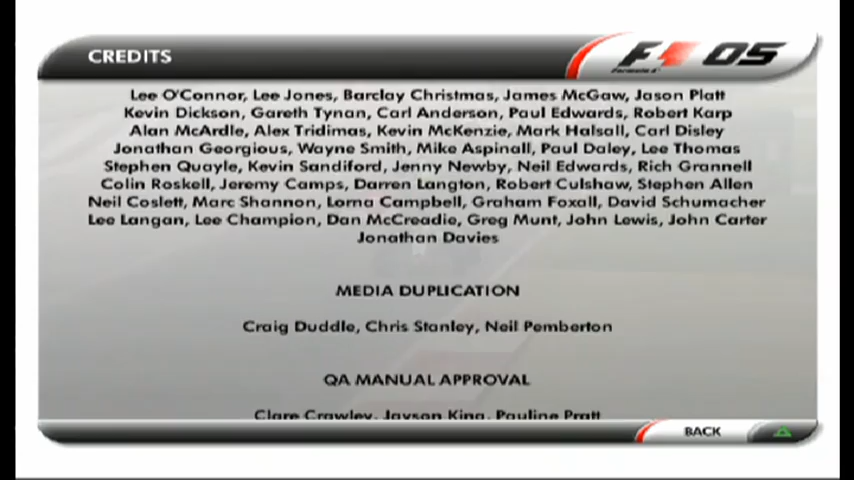 CREDITS
F1 05
Formula 1
Lee O'Connor, Lee Jones, Barclay Christmas, James McGaw, Jason Platt
Kevin Dickson, Gareth Tynan, Carl Anderson, Paul Edwards, Robert Karp
Alan McArdle, Alex Tridimas, Kevin McKenzie, Mark Halsall, Carl Disley
Jonathan Georgious, Wayne Smith, Mike Aspinall, Paul Daley, Lee Thomas
Stephen Quayle, Kevin Sandiford, Jenny Newby, Neil Edwards, Rich Grannell
Colin Roskell, Jeremy Camps, Darren Langton, Robert Culshaw, Stephen Allen
Neil Coslett, Marc Shannon, Lorna Campbell, Graham Foxall, David Schumacher
Lee Langan, Lee Champion, Dan McCreadie, Greg Munt, John Lewis, John Carter
Jonathan Davies
MEDIA DUPLICATION
Craig Duddle, Chris Stanley, Neil Pemberton
QA MANUAL APPROVAL
Clare Crawley, Jayson King, Pauline Pratt
BACK